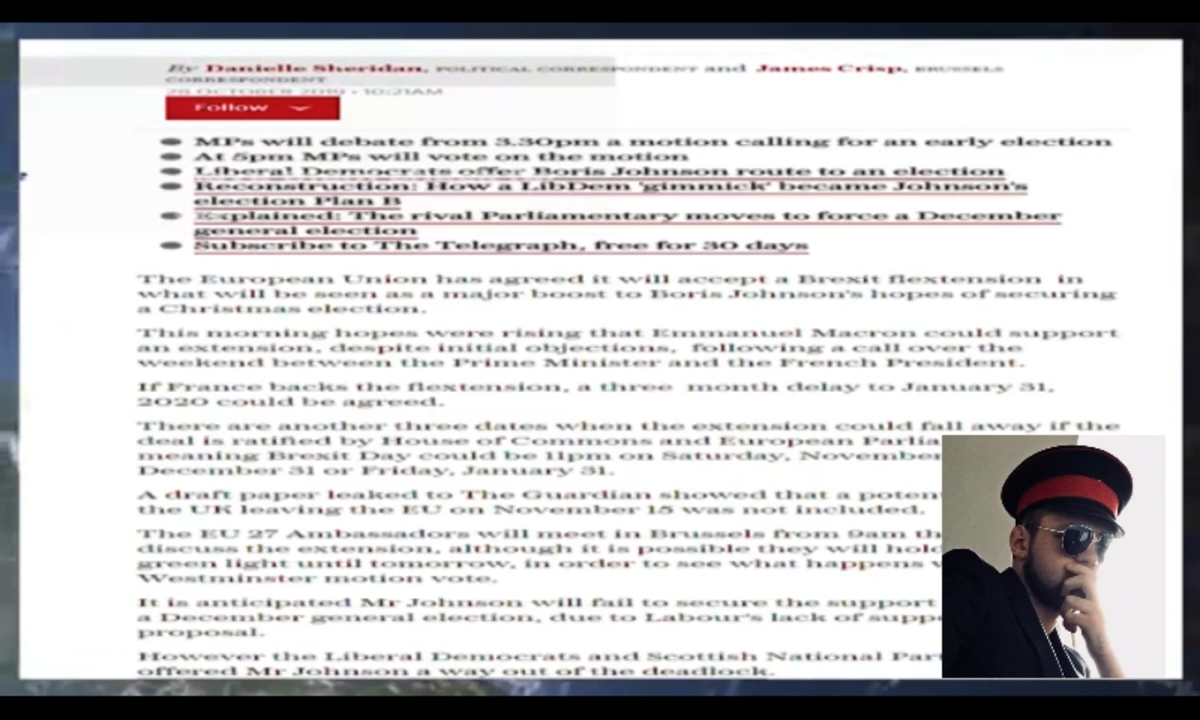 By Danielle Sheridan, POLITICAL CORRESPONDENT and James Crisp, BRUSSELS
CORRESPONDENT
28 OCTOBER 2019 • 10:21AM
Follow
MPs will debate from 3.30pm a motion calling for an early election
At 5pm MPs will vote on the motion
Liberal Democrats offer Boris Johnson route to an election
Reconstruction: How a LibDem 'gimmick' became Johnson's
election Plan B
Explained: The rival Parliamentary moves to force a December
general election
Subscribe to The Telegraph, free for 30 days
The European Union has agreed it will accept a Brexit flextension in
what will be seen as a major boost to Boris Johnson's hopes of securing
a Christmas election.
This morning hopes were rising that Emmanuel Macron could support
an extension, despite initial objections, following a call over the
weekend between the Prime Minister and the French President.
If France backs the flextension, a three month delay to January 31,
2020 could be agreed.
There are another three dates when the extension could fall away if the
deal is ratified by House of Commons and European Parlia
meaning Brexit Day could be 11pm on Saturday, November
December 31 or Friday, January 31.
A draft paper leaked to The Guardian showed that a poten
the UK leaving the EU on November 15 was not included.
The EU 27 Ambassadors will meet in Brussels from 9am th
discuss the extension, although it is possible they will hold
green light until tomorrow, in order to see what happens
Westminster motion vote.
It is anticipated Mr Johnson will fail to secure the support
a December general election, due to Labour's lack of supp
proposal.
However the Liberal Democrats and Scottish National Par
offered Mr Johnson a way out of the deadlock.